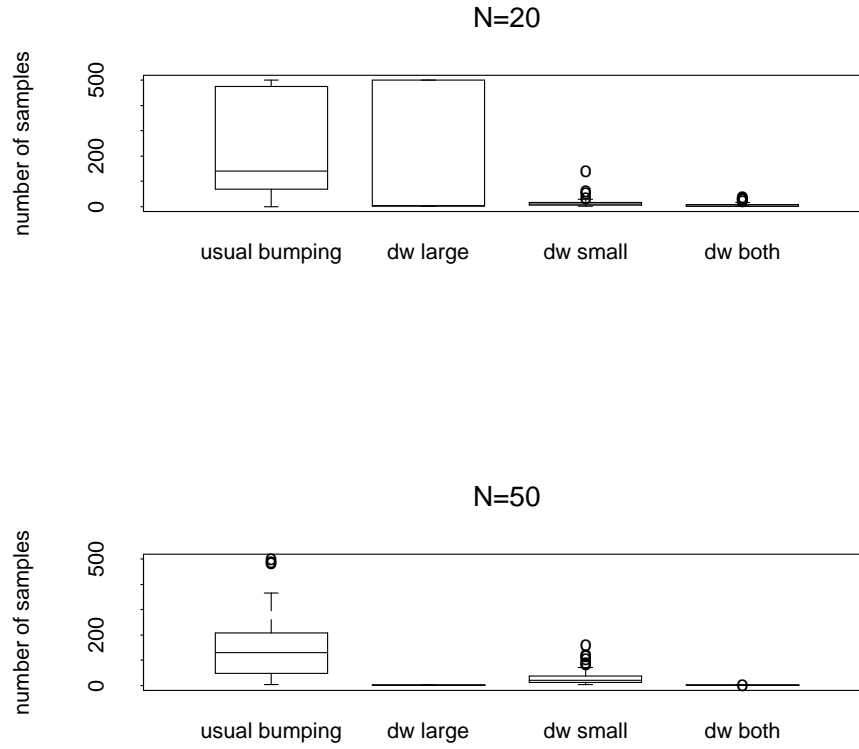 N=20
number of samples
500
200
0
usual bumping
dw large
dw small
dw both
N=50
number of samples
500
200
0
usual bumping
dw large
dw small
dw both